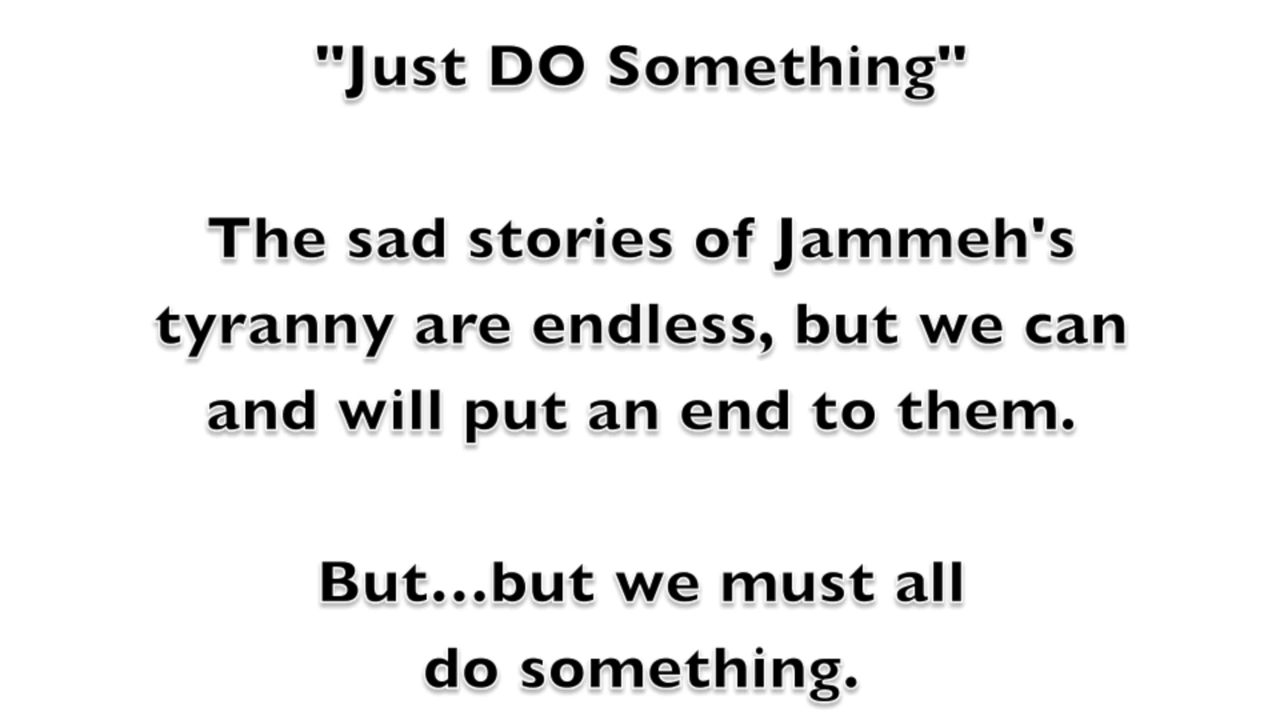 "Just DO Something"
The sad stories of Jammeh's
tyranny are endless, but we can
and will put an end to them.
But...but we must all
do something.